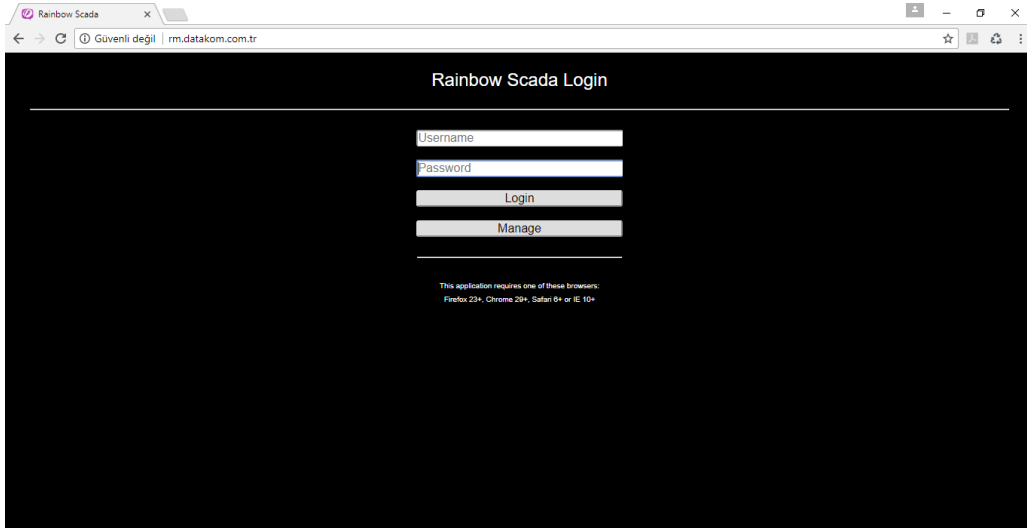 Rainbow Scada
Güvenli değil | rm.datakom.com.tr
Rainbow Scada Login
Username
Password
Login
Manage
This application requires one of these browsers:
Firefox 23+, Chrome 29+, Safari 6+ or IE 10+